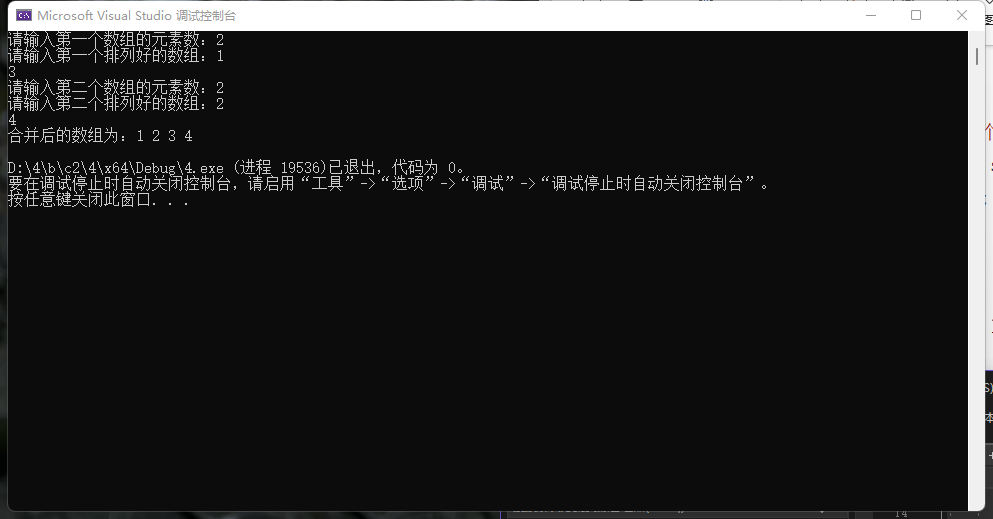 Microsoft Visual Studio 调试控制台
请输入第一个数组的元素数：2
请输入第一个排列好的数组：1
3
请输入第二个数组的元素数：2
请输入第二个排列好的数组：2
4
合并后的数组为：1 2 3 4
D:\4\b\c2\4\x64\Debug\4.exe (进程 19536)已退出，代码为 0。
要在调试停止时自动关闭控制台，请启用“工具”->“选项”->“调试”->“调试停止时自动关闭控制台”。
按任意键关闭此窗口. . .
14